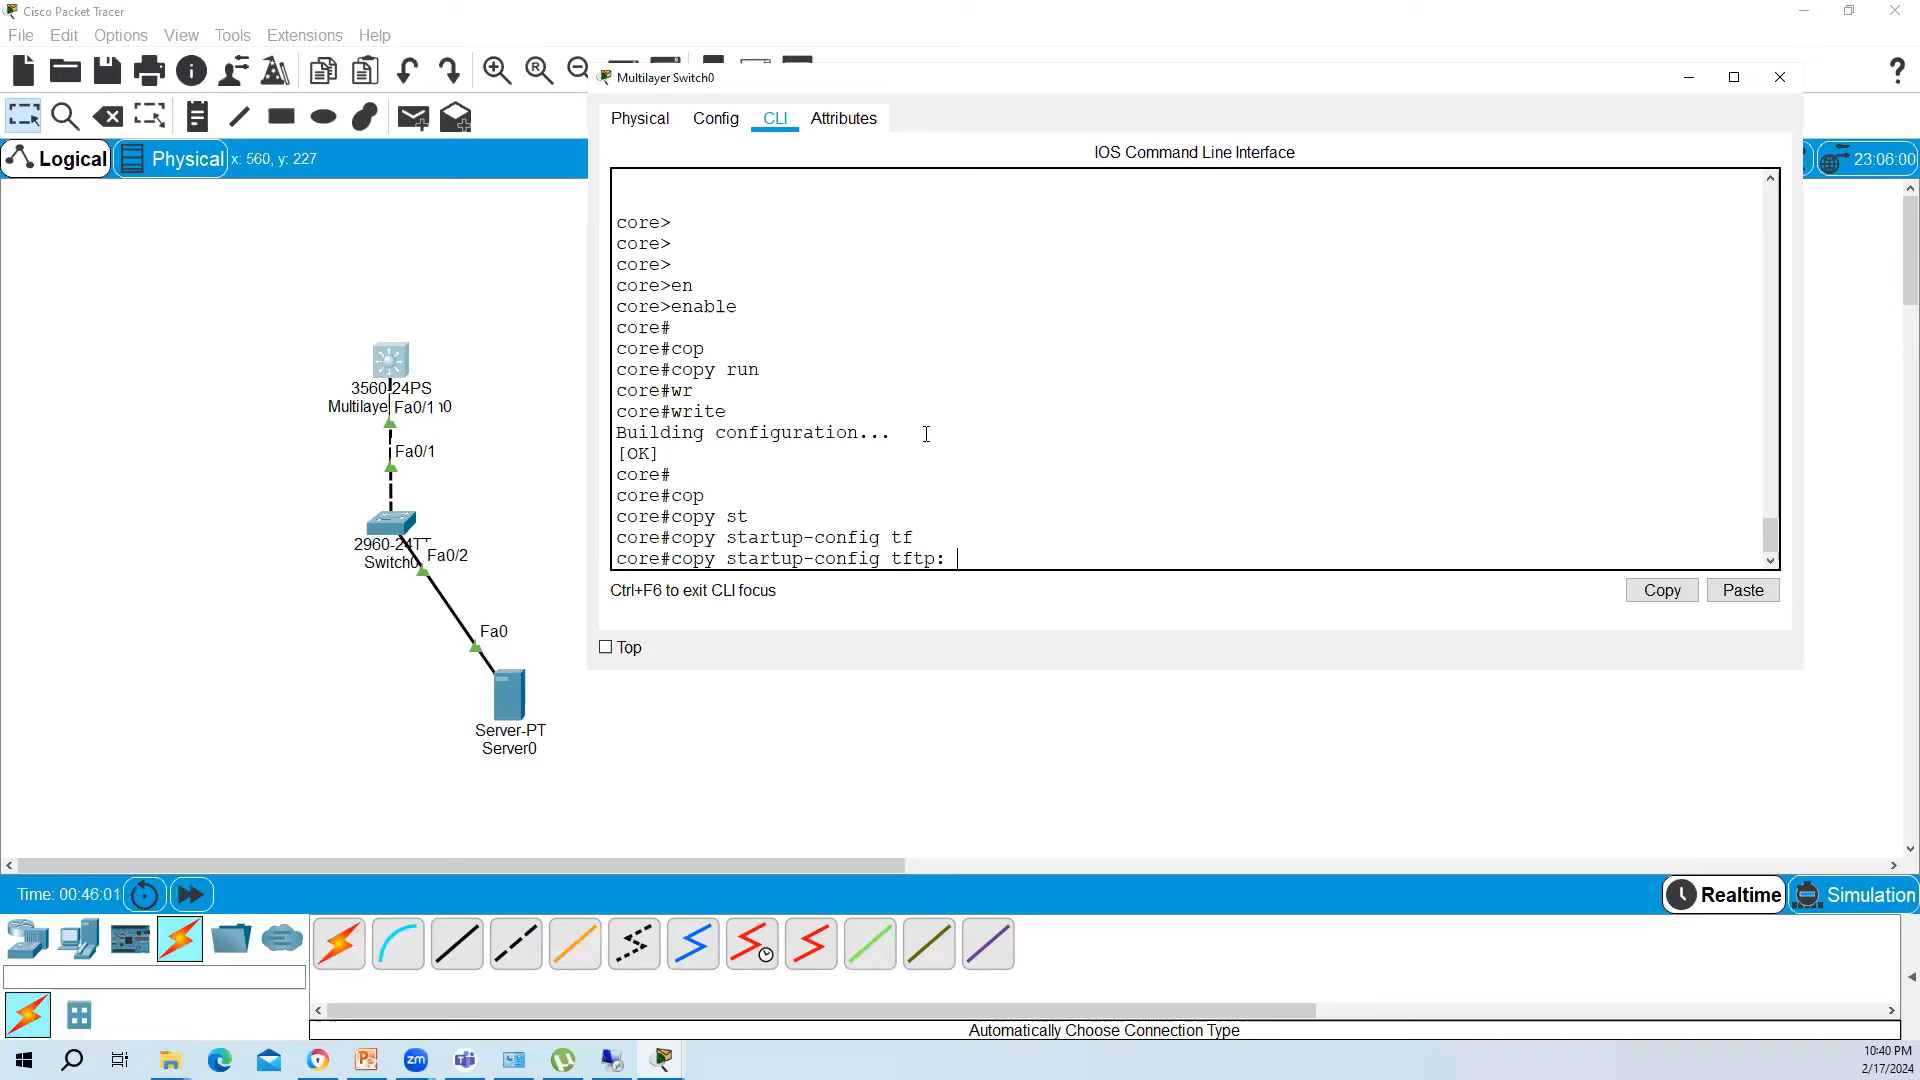 Cisco Packet Tracer
File Edit Options View Tools Extensions Help
Multilayer Switch0
Physical Config CLI Attributes
Logical Physical x: 560, y: 227
23:06:00
IOS Command Line Interface
core>
core>
core>
core>en
core>enable
core#
core#cop
core#copy run
core#wr
core#write
Building configuration...
[OK]
core#
core#cop
core#copy st
core#copy startup-config tf
core#copy startup-config tftp:
Ctrl+F6 to exit CLI focus
Copy Paste
Top
3560-24PS
Fa0/1
Fa0/1
2960-24TT
Switch0
Fa0/2
Fa0
Server-PT
Server0
Time: 00:46:01
Realtime Simulation
Automatically Choose Connection Type
zm
10:40 PM
2/17/2024